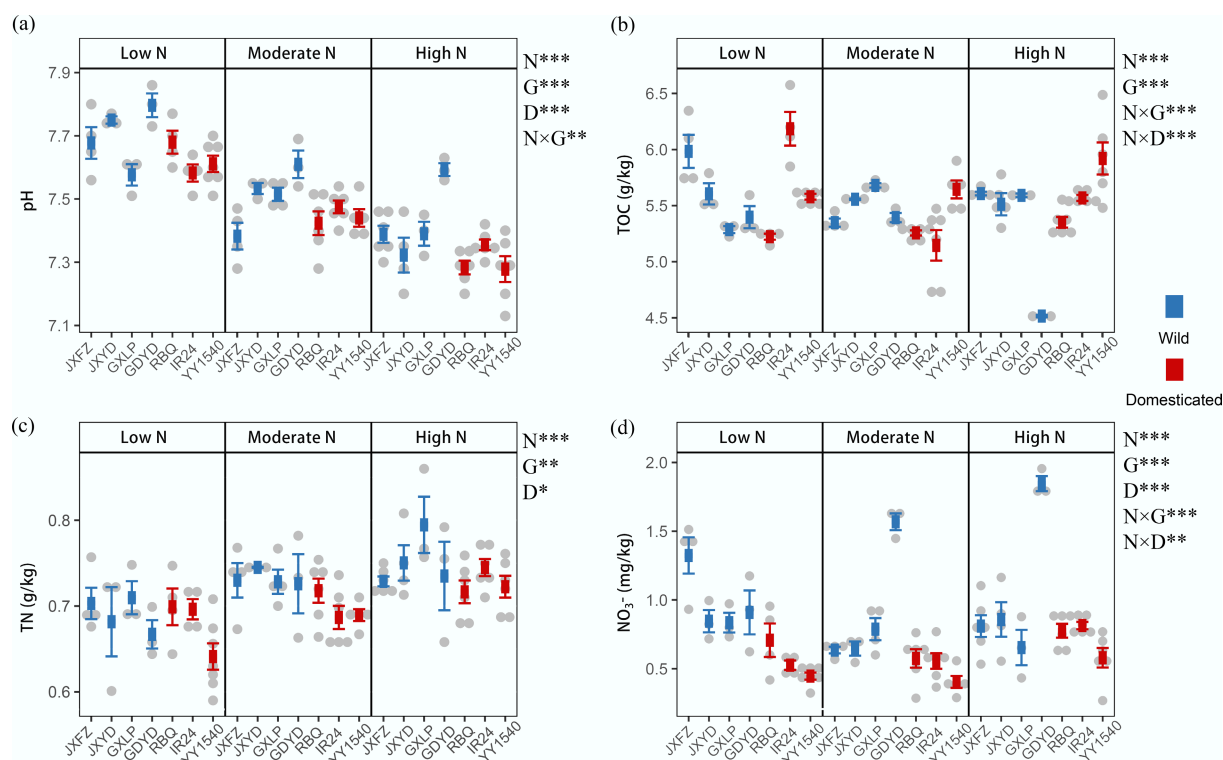 (a)
Low N Moderate N High N
N***
G***
D***
N×G**
pH
7.9
7.7
7.5
7.3
7.1
JXFZ JXYD GXLP GDYD RBQ IR24 YY1540 JXFZ JXYD GXLP GDYD RBQ IR24 YY1540 JXFZ JXYD GXLP GDYD RBQ IR24 YY1540
(b)
Low N Moderate N High N
N***
G***
N×G***
N×D***
TOC (g/kg)
6.5
6.0
5.5
5.0
4.5
JXFZ JXYD GXLP GDYD RBQ IR24 YY1540 JXFZ JXYD GXLP GDYD RBQ IR24 YY1540 JXFZ JXYD GXLP GDYD RBQ IR24 YY1540
Wild
Domesticated
(c)
Low N Moderate N High N
N***
G**
D*
TN (g/kg)
0.8
0.7
0.6
JXFZ JXYD GXLP GDYD RBQ IR24 YY1540 JXFZ JXYD GXLP GDYD RBQ IR24 YY1540 JXFZ JXYD GXLP GDYD RBQ IR24 YY1540
(d)
Low N Moderate N High N
N***
G***
D***
N×G***
N×D**
NO₃⁻ (mg/kg)
2.0
1.5
1.0
0.5
JXFZ JXYD GXLP GDYD RBQ IR24 YY1540 JXFZ JXYD GXLP GDYD RBQ IR24 YY1540 JXFZ JXYD GXLP GDYD RBQ IR24 YY1540